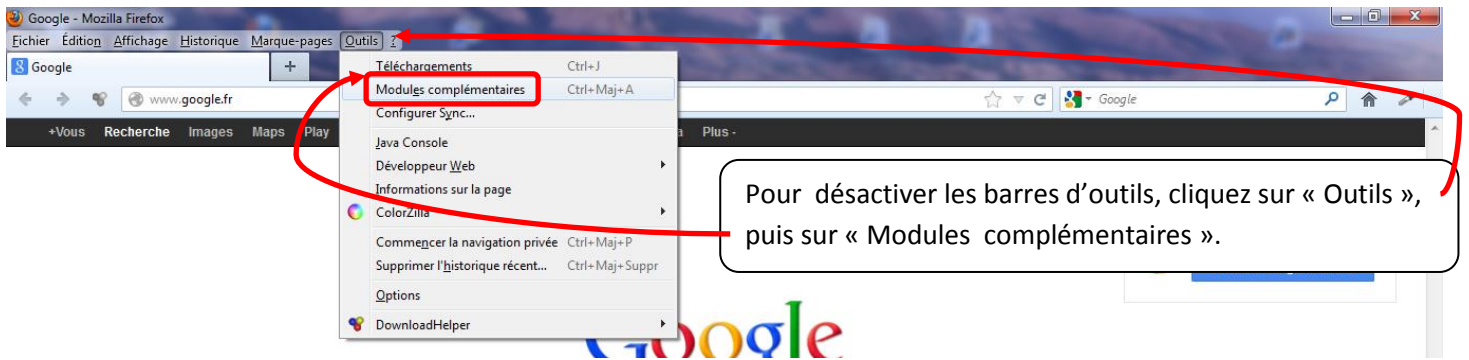 Google - Mozilla Firefox
Fichier Édition Affichage Historique Marque-pages Outils ?
Google +
www.google.fr
Google
+Vous Recherche Images Maps Play
a Plus
Téléchargements Ctrl+J
Modules complémentaires Ctrl+Maj+A
Configurer Sync...
Java Console
Développeur Web
Informations sur la page
ColorZilla
Commencer la navigation privée Ctrl+Maj+P
Supprimer l'historique récent... Ctrl+Maj+Suppr
Options
DownloadHelper
Pour désactiver les barres d'outils, cliquez sur « Outils »,
puis sur « Modules complémentaires ».
Google